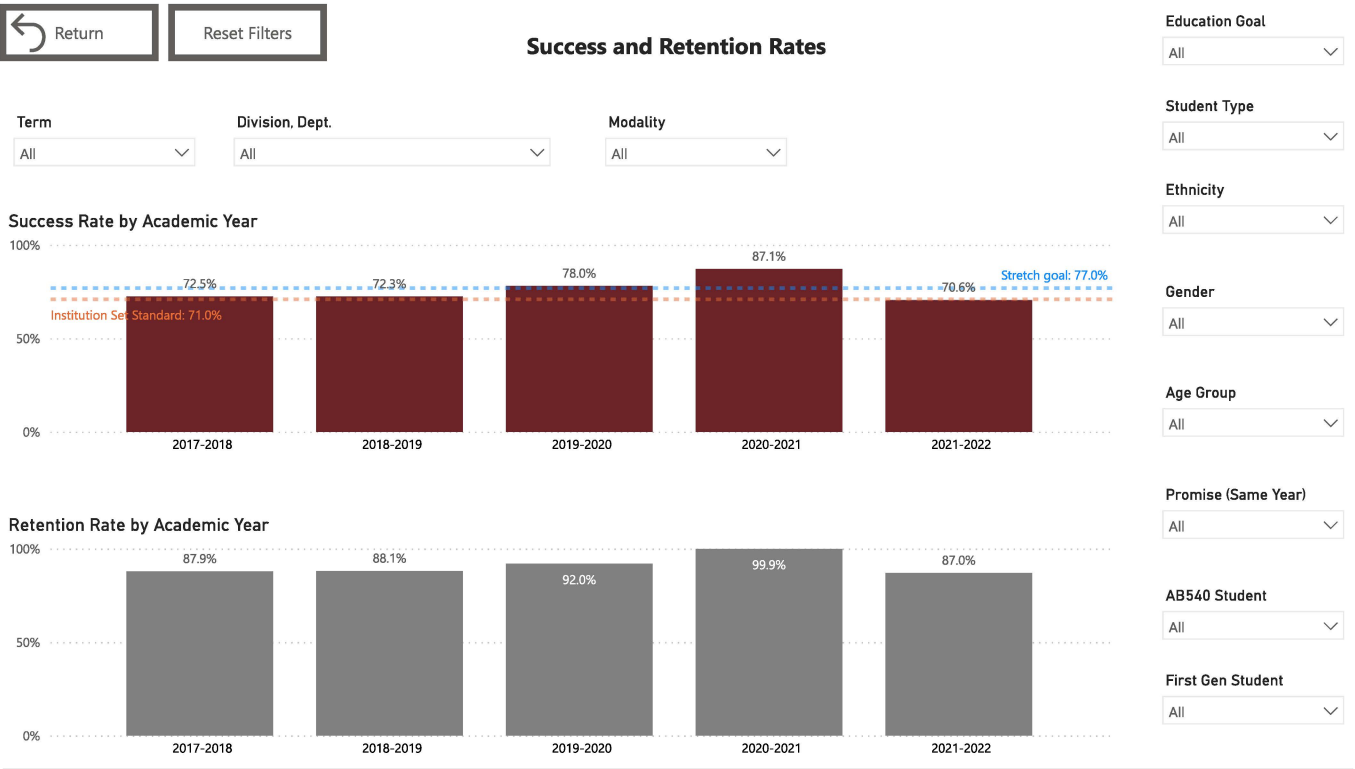 Return
Reset Filters
Success and Retention Rates
Term
All
Division, Dept.
All
Modality
All
Education Goal
All
Student Type
All
Ethnicity
All
Gender
All
Age Group
All
Promise (Same Year)
All
AB540 Student
All
First Gen Student
All
Success Rate by Academic Year
100%
50%
0%
72.5% 72.3% 78.0% 87.1% 70.6%
Stretch goal: 77.0%
Institution Set Standard: 71.0%
2017-2018 2018-2019 2019-2020 2020-2021 2021-2022
Retention Rate by Academic Year
100%
50%
0%
87.9% 88.1% 92.0% 99.9% 87.0%
2017-2018 2018-2019 2019-2020 2020-2021 2021-2022